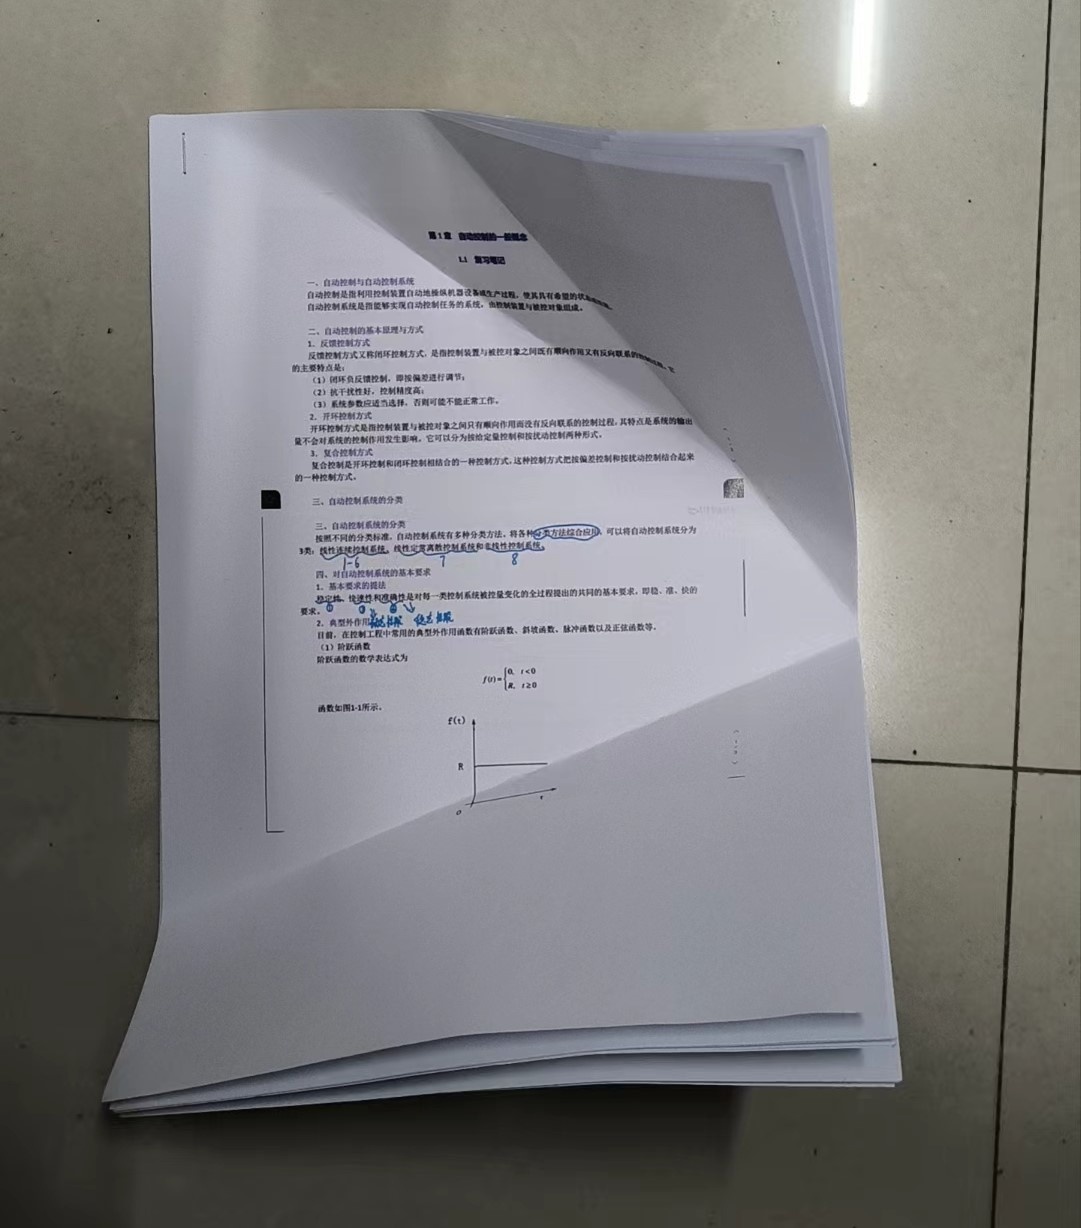 第1章 自动控制的一般概念
1.1 复习笔记
一、自动控制与自动控制系统
自动控制是指利用控制装置自动地操纵机器设备或生产过程，使其具有希望的状态
自动控制系统是指能够实现自动控制任务的系统，由控制装置与被控对象组成。
二、自动控制的基本原理与方式
1．反馈控制方式
反馈控制方式又称闭环控制方式，是指控制装置与被控对象之间既有顺向作用又有反向联系的控制过程，它
的主要特点是：
（1）闭环负反馈控制，即按偏差进行调节；
（2）抗干扰性好，控制精度高；
（3）系统参数应适当选择，否则可能不能正常工作。
2．开环控制方式
开环控制方式是指控制装置与被控对象之间只有顺向作用而没有反向联系的控制过程，其特点是系统的输出
量不会对系统的控制作用发生影响，它可以分为按给定量控制和按扰动控制两种形式。
3．复合控制方式
复合控制是开环控制和闭环控制相结合的一种控制方式，这种控制方式把按偏差控制和按扰动控制结合起来
的一种控制方式。
三、自动控制系统的分类
三、自动控制系统的分类
按照不同的分类标准，自动控制系统有多种分类方法，将各种分类方法综合应用，可以将自动控制系统分为
3类：线性连续控制系统，线性定常离散控制系统和非线性控制系统。
1-6 7 8
四、对自动控制系统的基本要求
1．基本要求的提法
稳定性、快速性和准确性是对每一类控制系统被控量变化的全过程提出的共同的基本要求，即稳、准、快的
要求。
2．典型外作用
目前，在控制工程中常用的典型外作用函数有阶跃函数、斜坡函数、脉冲函数以及正弦函数等。
（1）阶跃函数
阶跃函数的数学表达式为
f(t)={0, t<0
R, t≥0
函数如图1-1所示。
f(t)
R
o t